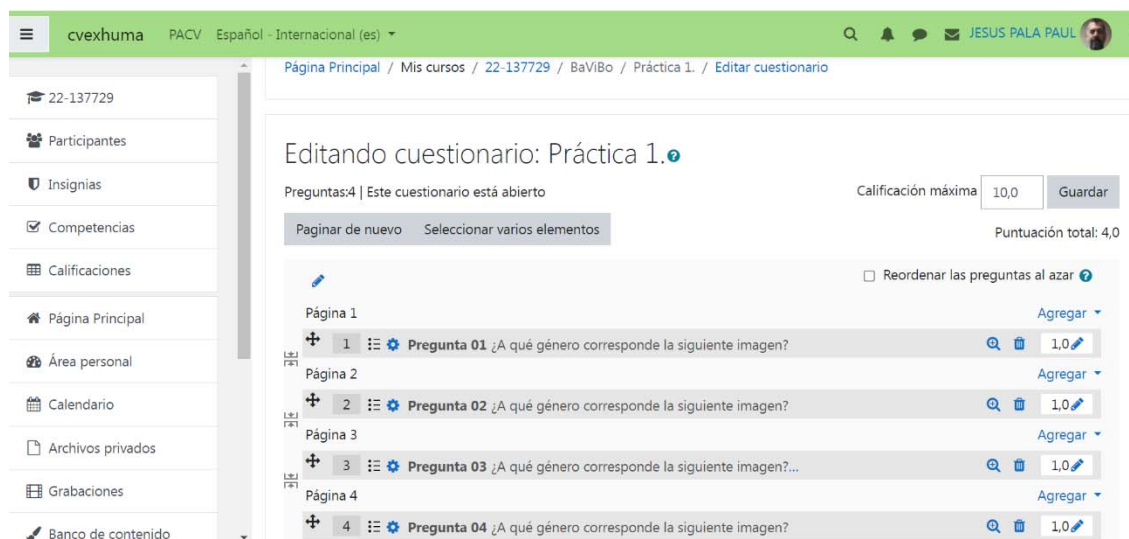 cvexhuma PACV Español - Internacional (es) JESUS PALA PAUL
Página Principal / Mis cursos / 22-137729 / BaViBo / Práctica 1. / Editar cuestionario
22-137729
Participantes
Insignias
Competencias
Calificaciones
Página Principal
Área personal
Calendario
Archivos privados
Grabaciones
Banco de contenido
Editando cuestionario: Práctica 1.
Preguntas:4 | Este cuestionario está abierto
Calificación máxima 10,0 Guardar
Paginar de nuevo Seleccionar varios elementos
Puntuación total: 4,0
Reordenar las preguntas al azar
Página 1 Agregar
1 Pregunta 01 ¿A qué género corresponde la siguiente imagen? 1,0
Página 2 Agregar
2 Pregunta 02 ¿A qué género corresponde la siguiente imagen? 1,0
Página 3 Agregar
3 Pregunta 03 ¿A qué género corresponde la siguiente imagen?... 1,0
Página 4 Agregar
4 Pregunta 04 ¿A qué género corresponde la siguiente imagen? 1,0